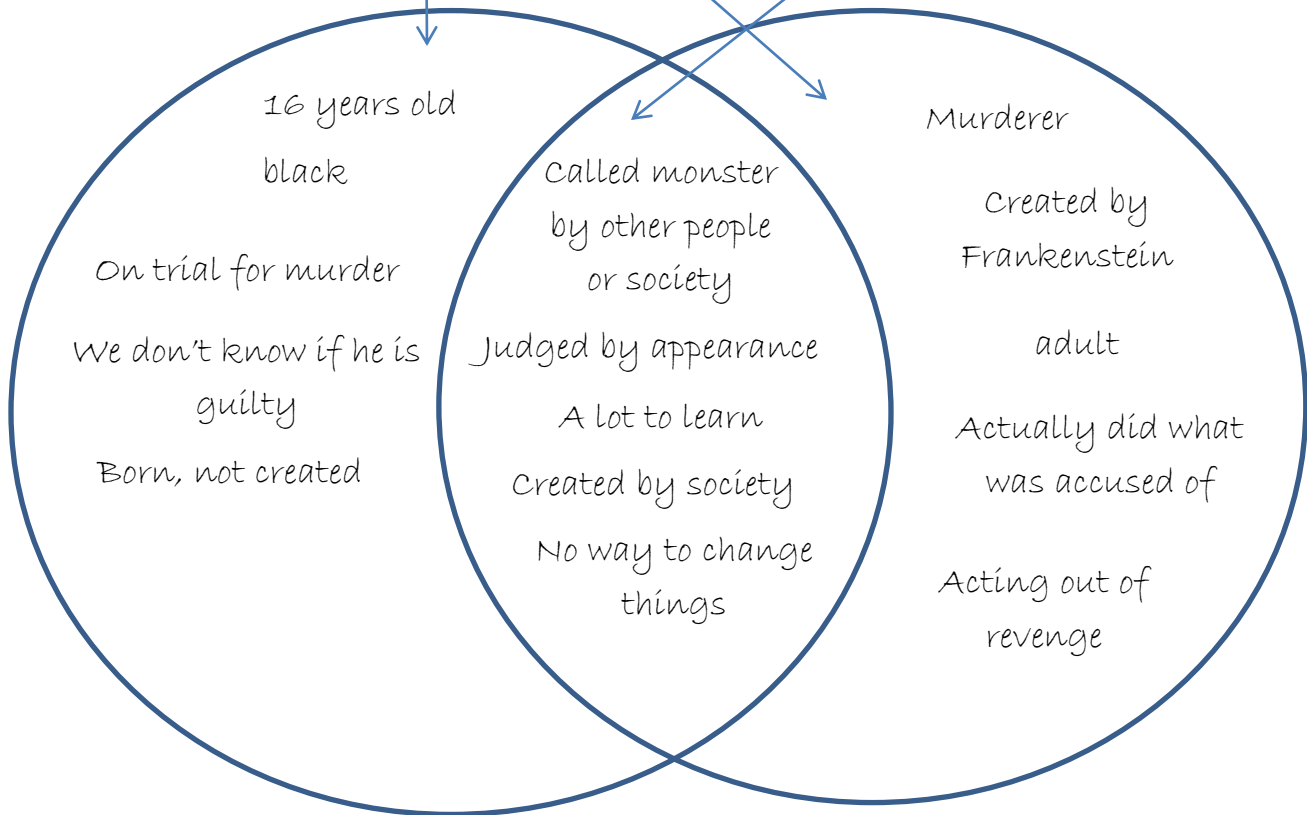 16 years old
black
On trial for murder
We don't know if he is
guilty
Born, not created
Called monster
by other people
or society
Judged by appearance
A lot to learn
Created by society
No way to change
things
Murderer
Created by
Frankenstein
adult
Actually did what
was accused of
Acting out of
revenge